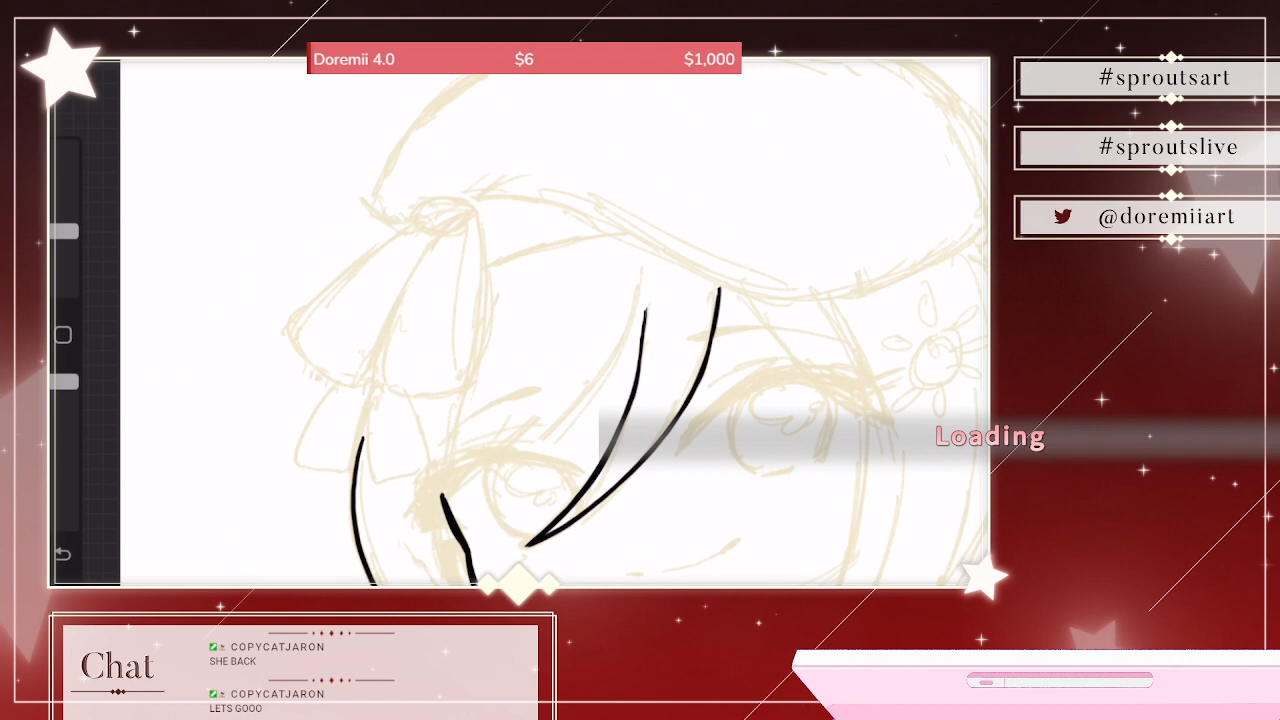 Doremii 4.0 $6 $1,000
#sproutsart
#sproutslive
@doremiiart
Loading
Chat
COPYCATJARON
SHE BACK
COPYCATJARON
LETS GOOO